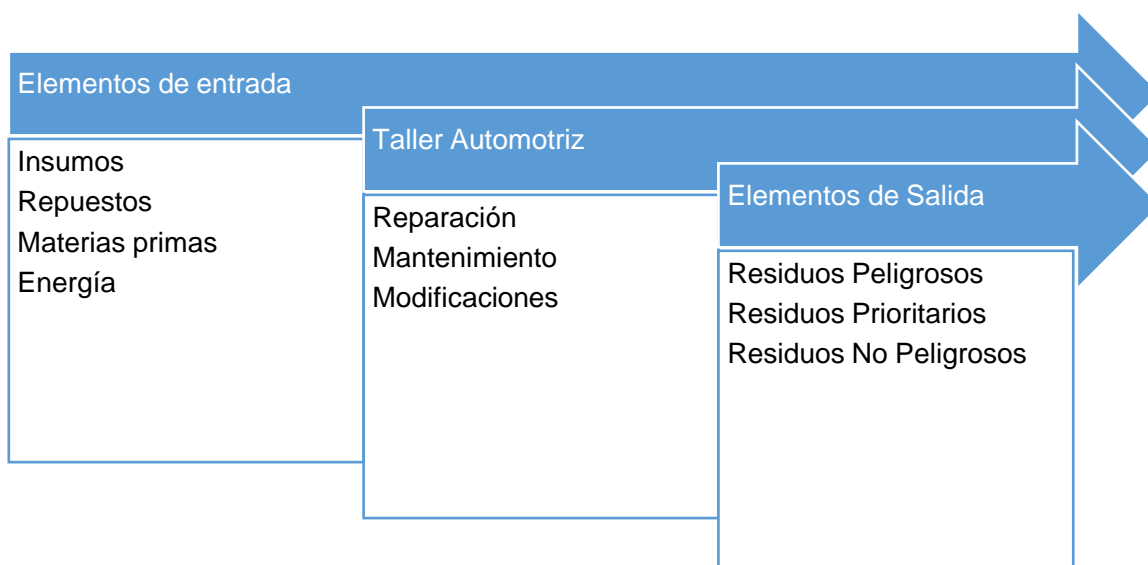 Elementos de entrada
Insumos
Repuestos
Materias primas
Energía
Taller Automotriz
Reparación
Mantenimiento
Modificaciones
Elementos de Salida
Residuos Peligrosos
Residuos Prioritarios
Residuos No Peligrosos